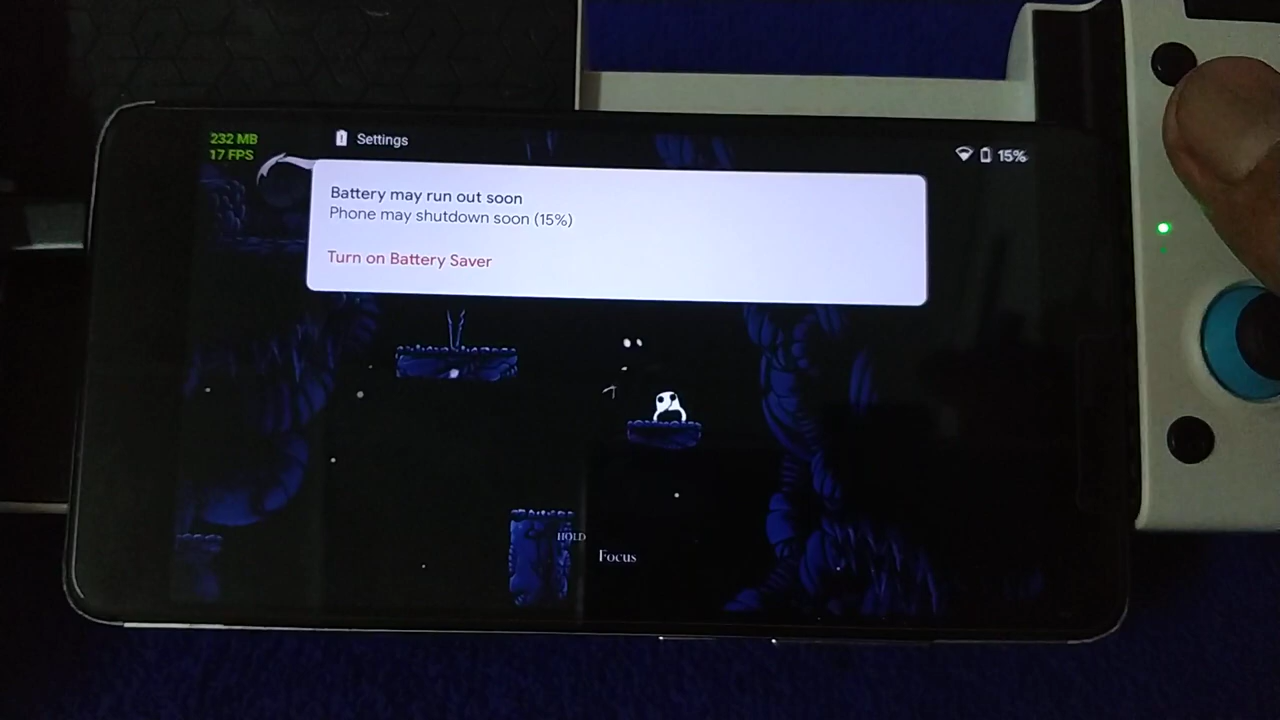 232 MB
17 FPS
Settings
15%
Battery may run out soon
Phone may shutdown soon (15%)
Turn on Battery Saver
HOLD
Focus